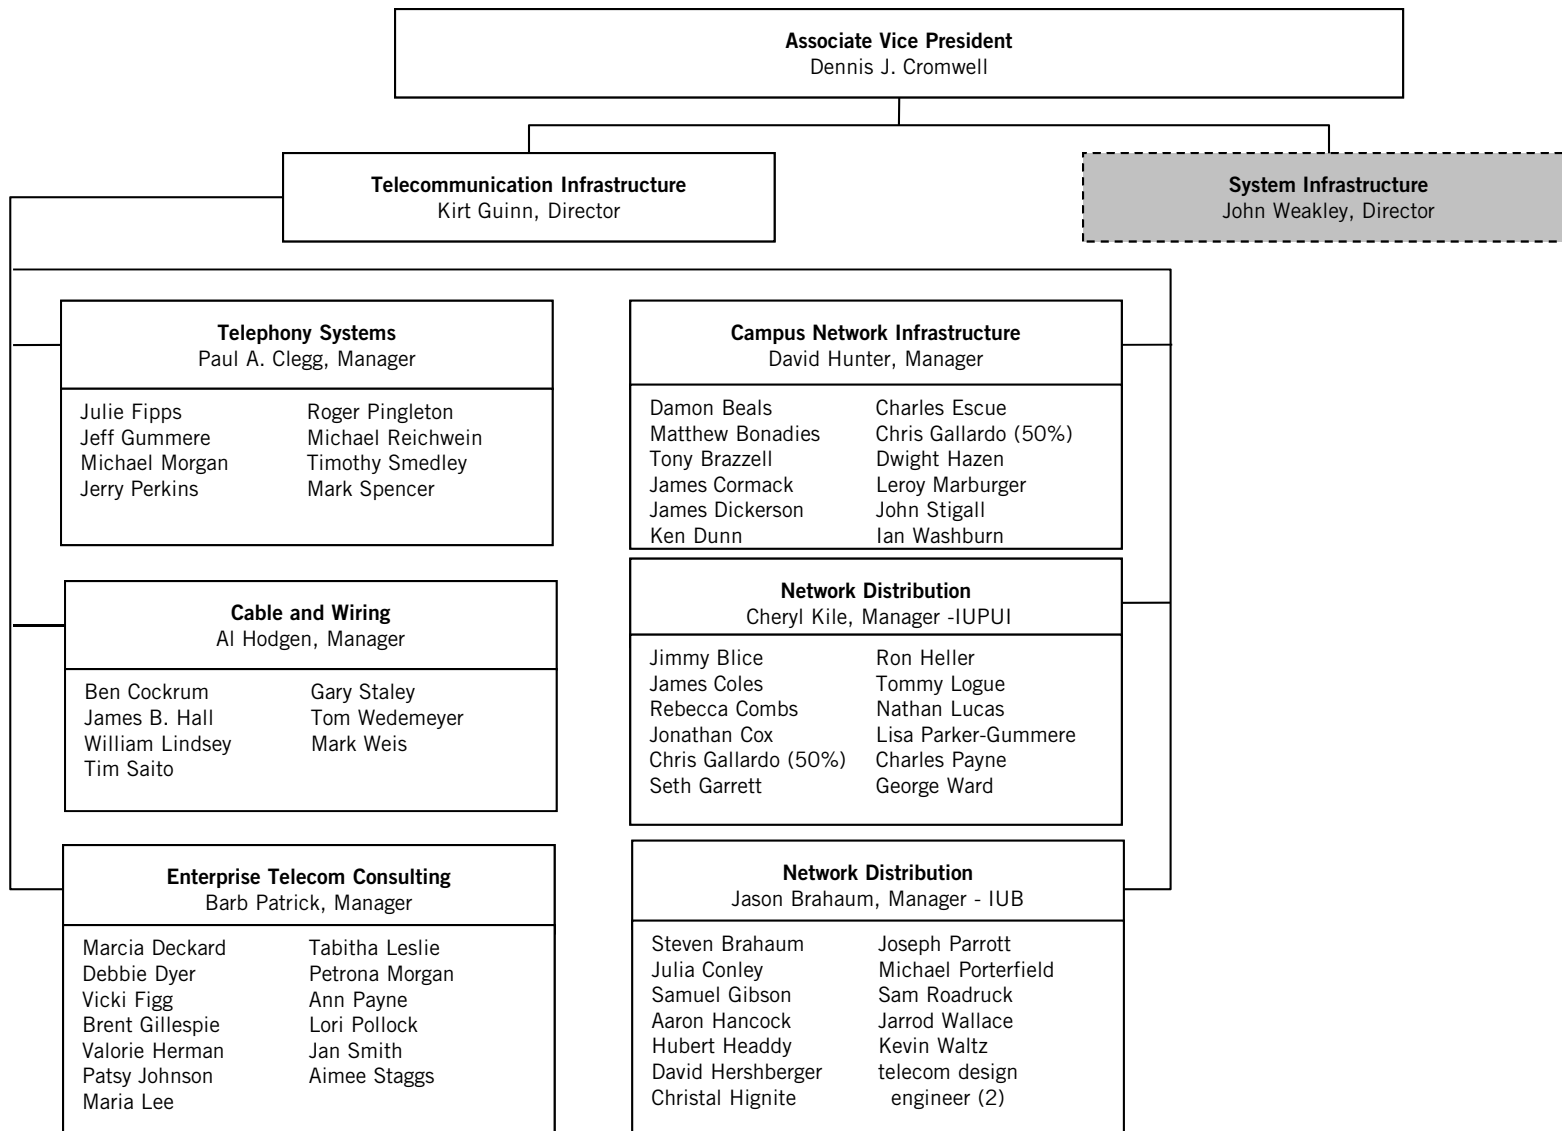 Associate Vice President
Dennis J. Cromwell
Telecommunication Infrastructure
Kirt Guinn, Director
System Infrastructure
John Weakley, Director
Telephony Systems
Paul A. Clegg, Manager
Julie Fipps
Jeff Gummere
Michael Morgan
Jerry Perkins
Roger Pingleton
Michael Reichwein
Timothy Smedley
Mark Spencer
Campus Network Infrastructure
David Hunter, Manager
Damon Beals
Matthew Bonadies
Tony Brazzell
James Cormack
James Dickerson
Ken Dunn
Charles Escue
Chris Gallardo (50%)
Dwight Hazen
Leroy Marburger
John Stigall
Ian Washburn
Cable and Wiring
Al Hodgen, Manager
Ben Cockrum
James B. Hall
William Lindsey
Tim Saito
Gary Staley
Tom Wedemeyer
Mark Weis
Network Distribution
Cheryl Kile, Manager -IUPUI
Jimmy Blice
James Coles
Rebecca Combs
Jonathan Cox
Chris Gallardo (50%)
Seth Garrett
Ron Heller
Tommy Logue
Nathan Lucas
Lisa Parker-Gummere
Charles Payne
George Ward
Enterprise Telecom Consulting
Barb Patrick, Manager
Marcia Deckard
Debbie Dyer
Vicki Figg
Brent Gillespie
Valorie Herman
Patsy Johnson
Maria Lee
Tabitha Leslie
Petrona Morgan
Ann Payne
Lori Pollock
Jan Smith
Aimee Staggs
Network Distribution
Jason Brahaum, Manager - IUB
Steven Brahaum
Julia Conley
Samuel Gibson
Aaron Hancock
Hubert Headdy
David Hershberger
Christal Hignite
Joseph Parrott
Michael Porterfield
Sam Roadruck
Jarrod Wallace
Kevin Waltz
telecom design
engineer (2)